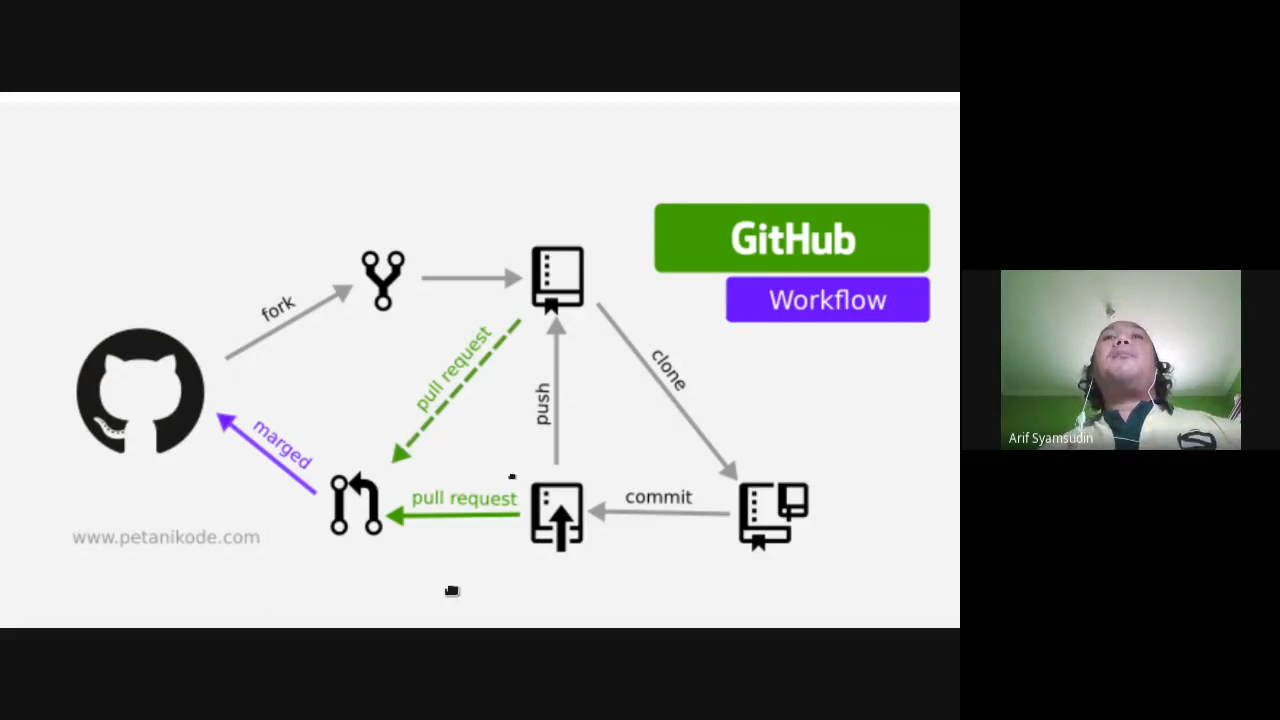 GitHub
Workflow
fork
pull request
push
clone
marged
pull request
commit
www.petanikode.com
Arif Syamsudin